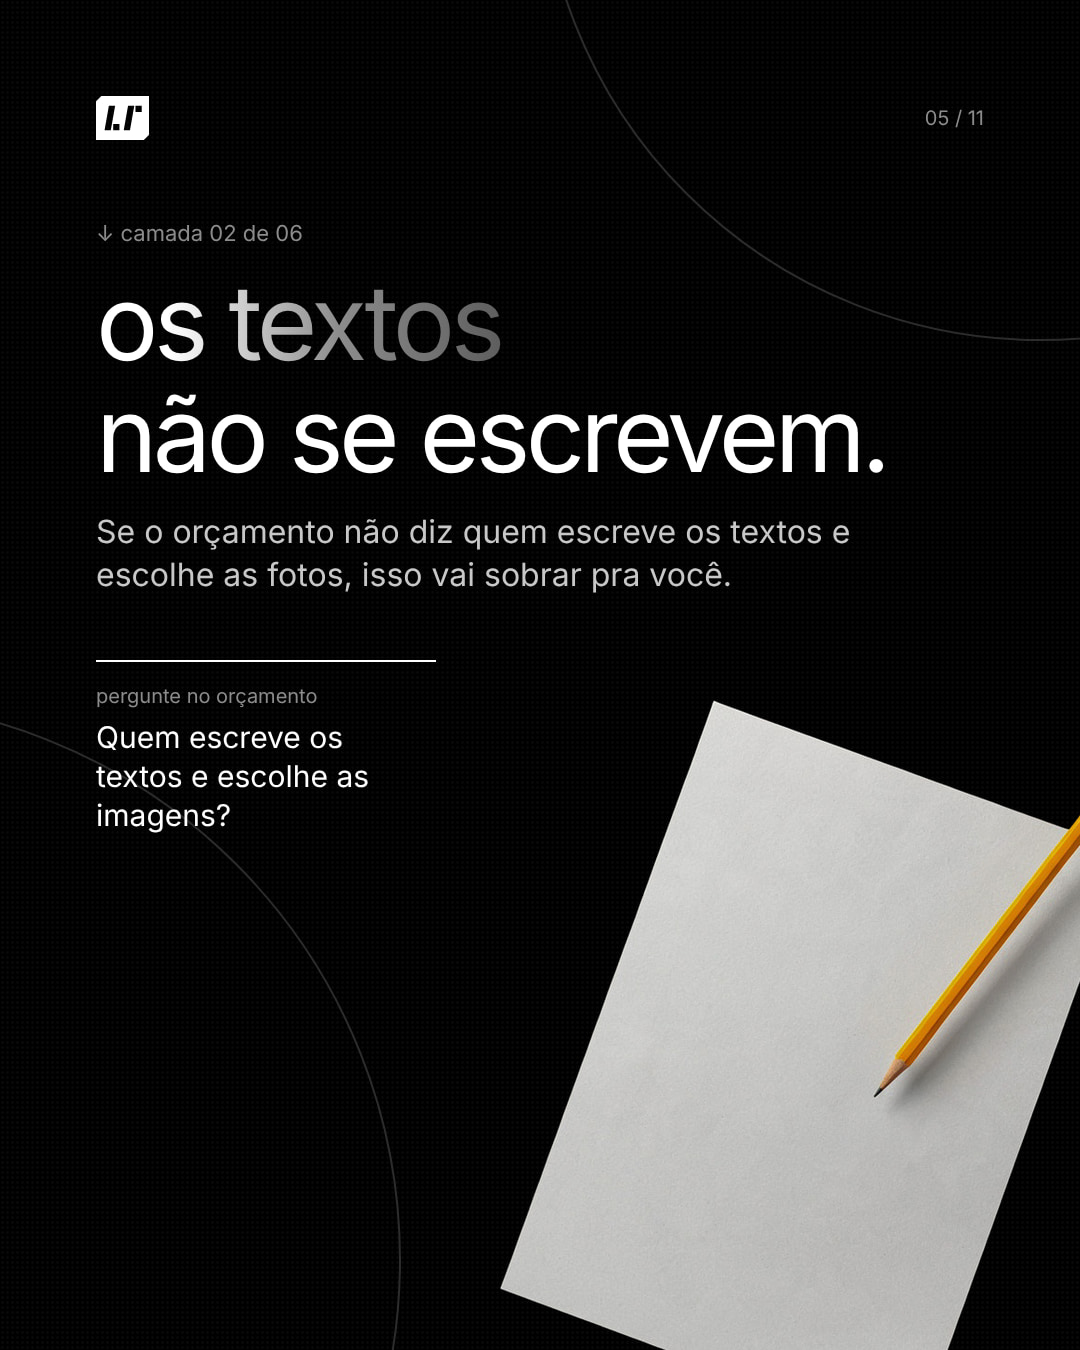 05 / 11
↓ camada 02 de 06
os textos
não se escrevem.
Se o orçamento não diz quem escreve os textos e
escolhe as fotos, isso vai sobrar pra você.
pergunte no orçamento
Quem escreve os
textos e escolhe as
imagens?